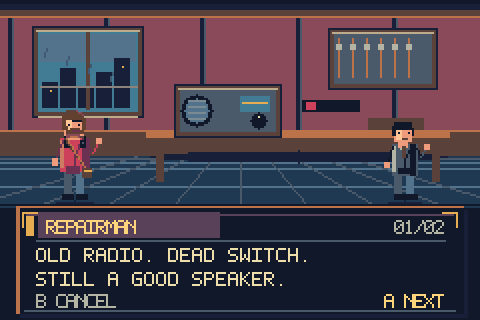 REPAIRMAN 01/02
OLD RADIO. DEAD SWITCH.
STILL A GOOD SPEAKER.
B CANCEL A NEXT